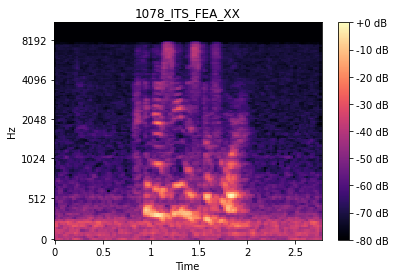 1078_ITS_FEA_XX
+0 dB
8192
-10 dB
4096
-20 dB
-30 dB
2048
Hz
-40 dB
1024
-50 dB
512
-60 dB
-70 dB
0
-80 dB
0 0.5 1 1.5 2 2.5
Time